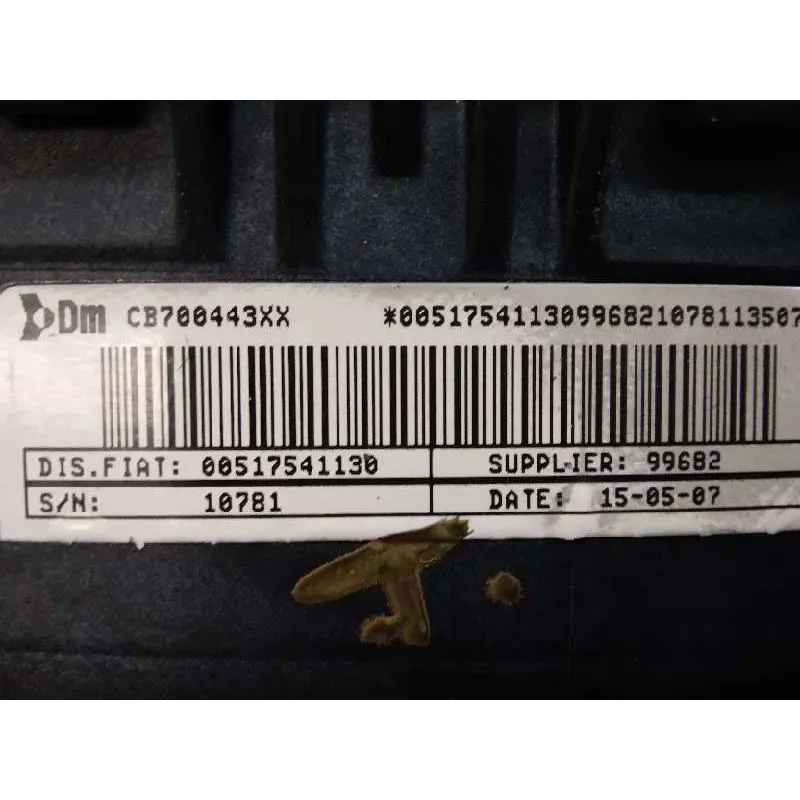 Dm CB700443XX *00517541130996821078113507
DIS.FIAT: 00517541130 SUPPLIER: 99682
S/N: 10781 DATE: 15-05-07